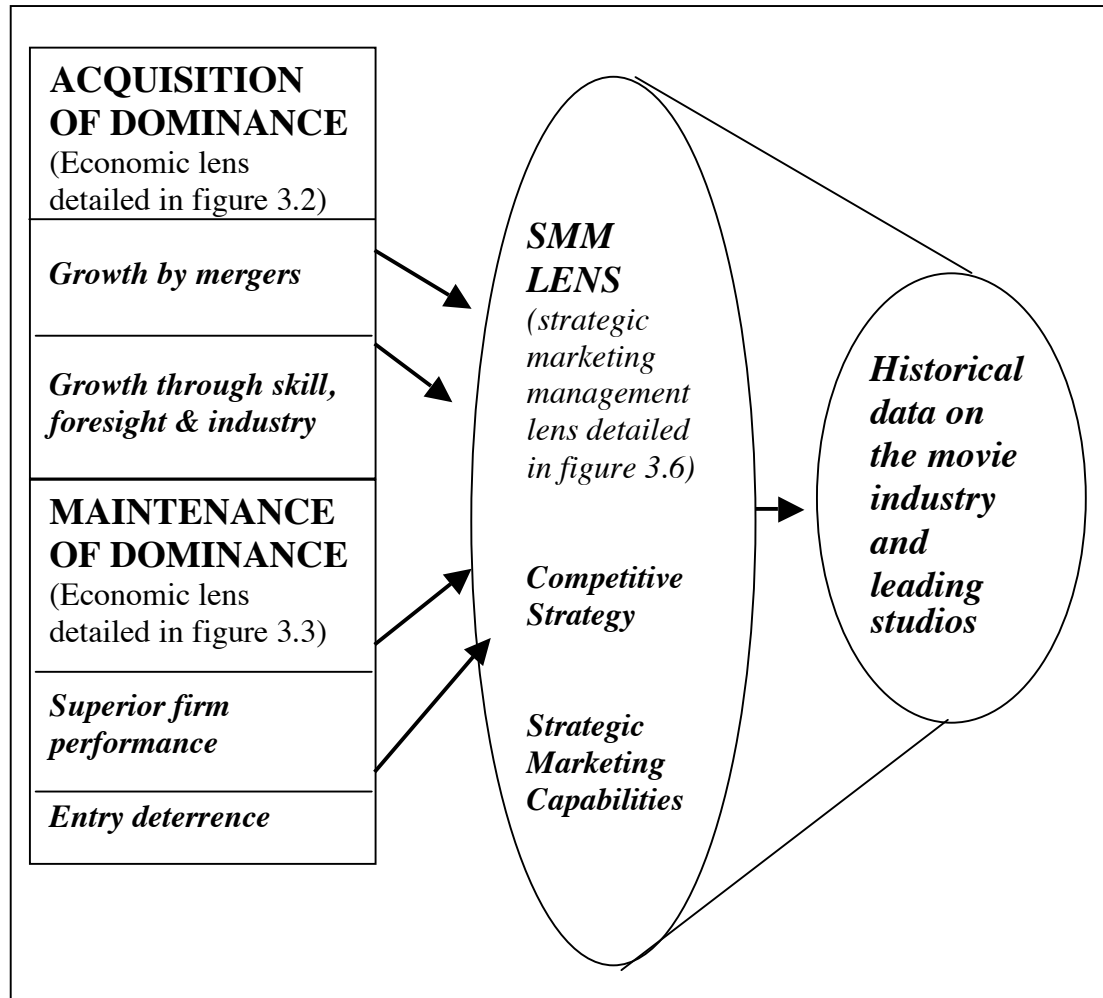 ACQUISITION
OF DOMINANCE
(Economic lens
detailed in figure 3.2)
Growth by mergers
Growth through skill,
foresight & industry
MAINTENANCE
OF DOMINANCE
(Economic lens
detailed in figure 3.3)
Superior firm
performance
Entry deterrence
SMM
LENS
(strategic
marketing
management
lens detailed
in figure 3.6)
Competitive
Strategy
Strategic
Marketing
Capabilities
Historical
data on
the movie
industry
and
leading
studios